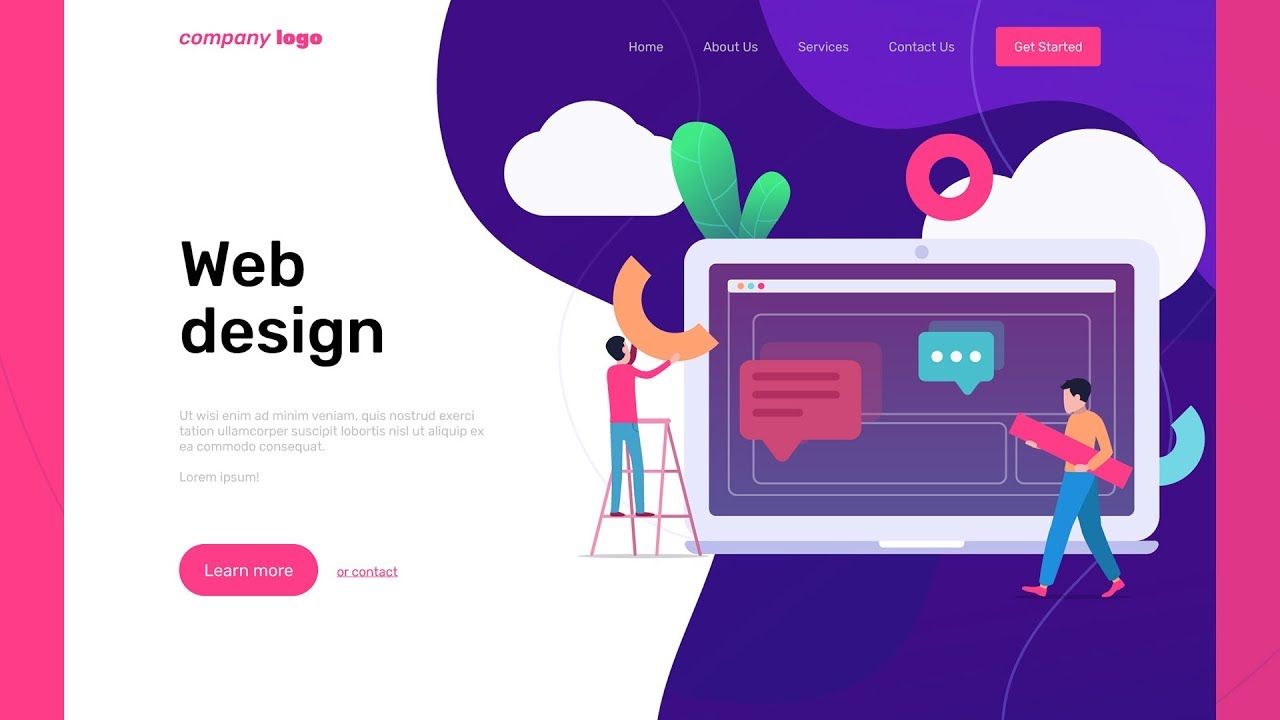 company logo
Home About Us Services Contact Us Get Started
Web
design
Ut wisi enim ad minim veniam, quis nostrud exerci
tation ullamcorper suscipit lobortis nisl ut aliquip ex
ea commodo consequat.
Lorem ipsum!
Learn more or contact